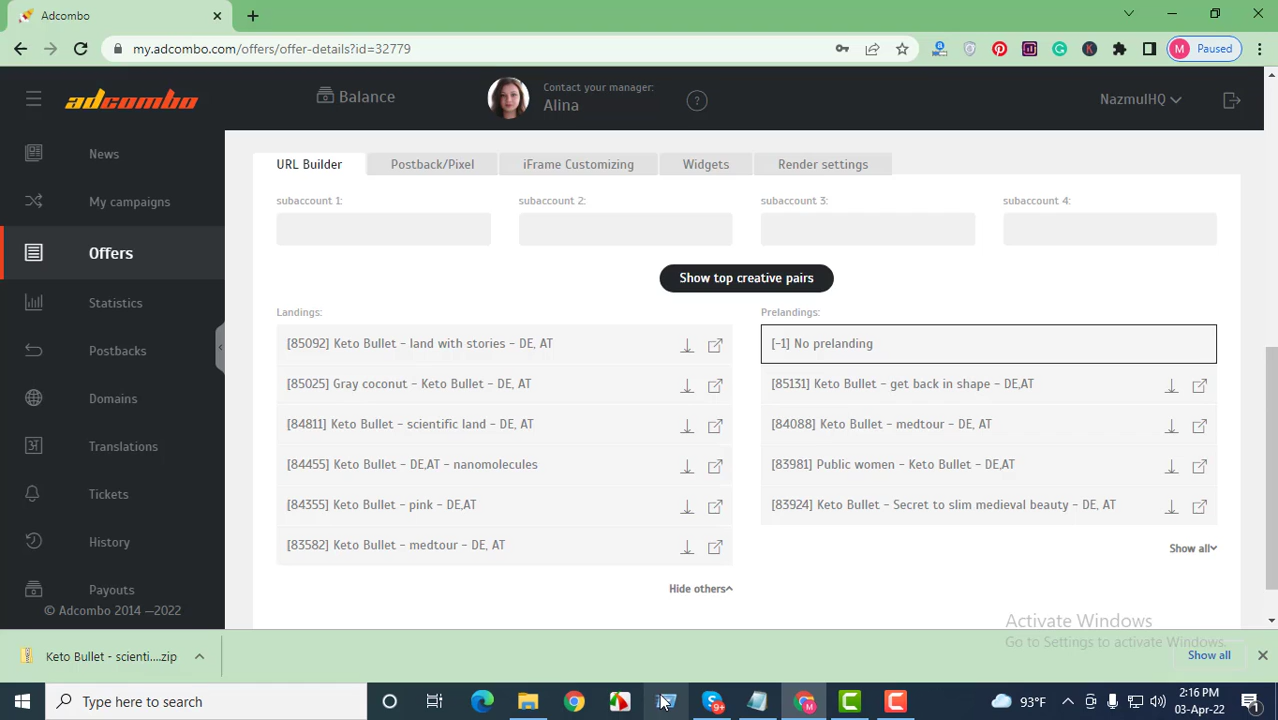 Adcombo
my.adcombo.com/offers/offer-details?id=32779
M Paused
adcombo
Balance
Contact your manager:
Alina
?
NazmulHQ
News
My campaigns
Offers
Statistics
Postbacks
Domains
Translations
Tickets
History
Payouts
© Adcombo 2014 —2022
URL Builder
Postback/Pixel
iFrame Customizing
Widgets
Render settings
subaccount 1:
subaccount 2:
subaccount 3:
subaccount 4:
Show top creative pairs
Landings:
[85092] Keto Bullet - land with stories - DE, AT
[85025] Gray coconut - Keto Bullet - DE, AT
[84811] Keto Bullet - scientific land - DE, AT
[84455] Keto Bullet - DE,AT - nanomolecules
[84355] Keto Bullet - pink - DE,AT
[83582] Keto Bullet - medtour - DE, AT
Hide others
Prelandings:
[-1] No prelanding
[85131] Keto Bullet - get back in shape - DE,AT
[84088] Keto Bullet - medtour - DE, AT
[83981] Public women - Keto Bullet - DE,AT
[83924] Keto Bullet - Secret to slim medieval beauty - DE, AT
Show all
Activate Windows
Go to Settings to activate Windows.
Keto Bullet - scienti....zip
Show all
Type here to search
9+
M
93°F
2:16 PM
03-Apr-22
1